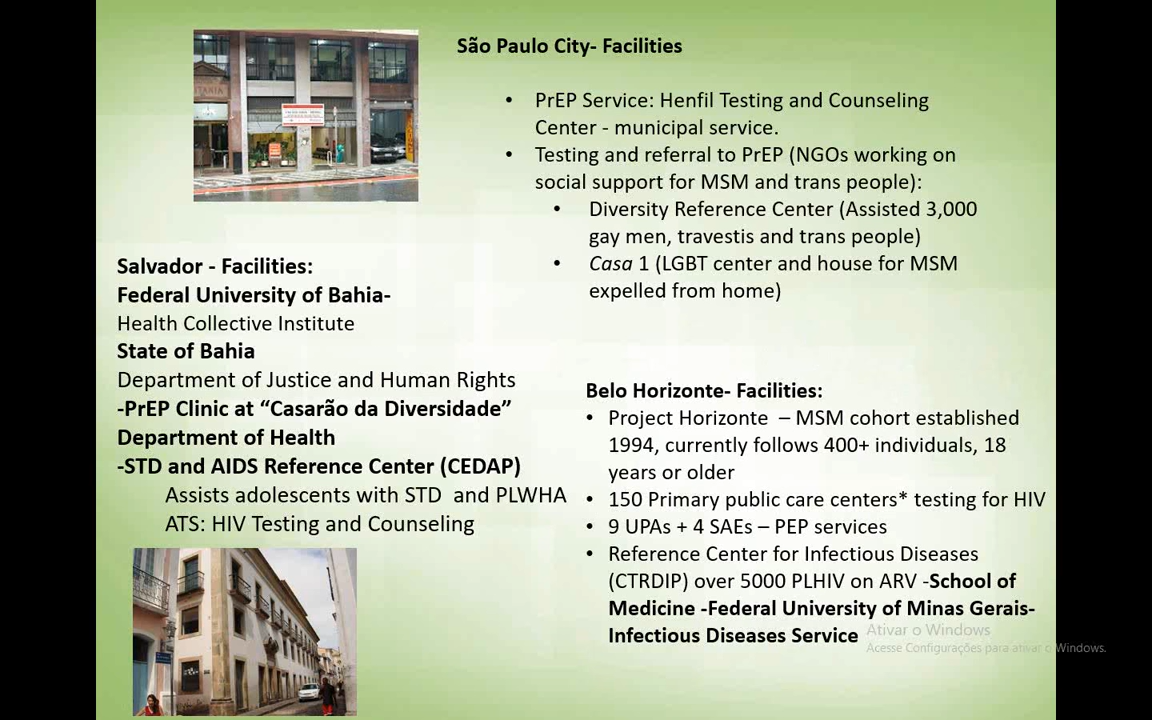 São Paulo City- Facilities
• PrEP Service: Henfil Testing and Counseling
Center - municipal service.
• Testing and referral to PrEP (NGOs working on
social support for MSM and trans people):
• Diversity Reference Center (Assisted 3,000
gay men, travestis and trans people)
• Casa 1 (LGBT center and house for MSM
expelled from home)
Salvador - Facilities:
Federal University of Bahia-
Health Collective Institute
State of Bahia
Department of Justice and Human Rights
-PrEP Clinic at “Casarão da Diversidade”
Department of Health
-STD and AIDS Reference Center (CEDAP)
Assists adolescents with STD and PLWHA
ATS: HIV Testing and Counseling
Belo Horizonte- Facilities:
• Project Horizonte – MSM cohort established
1994, currently follows 400+ individuals, 18
years or older
• 150 Primary public care centers* testing for HIV
• 9 UPAs + 4 SAEs – PEP services
• Reference Center for Infectious Diseases
(CTRDIP) over 5000 PLHIV on ARV -School of
Medicine -Federal University of Minas Gerais-
Infectious Diseases Service
Ativar o Windows
Acesse Configurações para ativar o Windows.